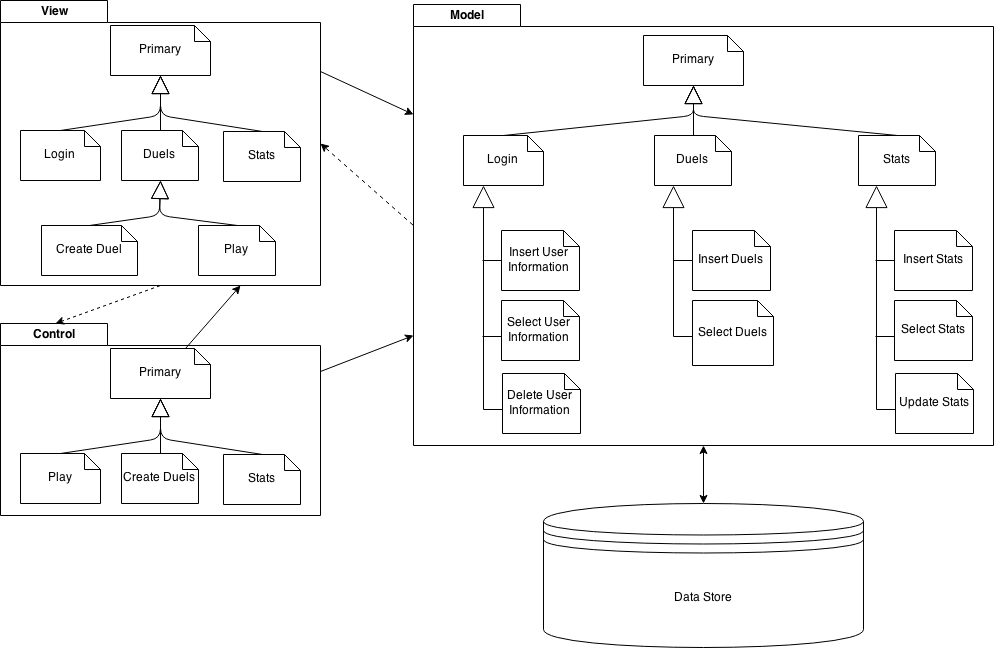 View
Primary
Login
Duels
Stats
Create Duel
Play
Control
Primary
Play
Create Duels
Stats
Model
Primary
Login
Duels
Stats
Insert User
Information
Select User
Information
Delete User
Information
Insert Duels
Select Duels
Insert Stats
Select Stats
Update Stats
Data Store